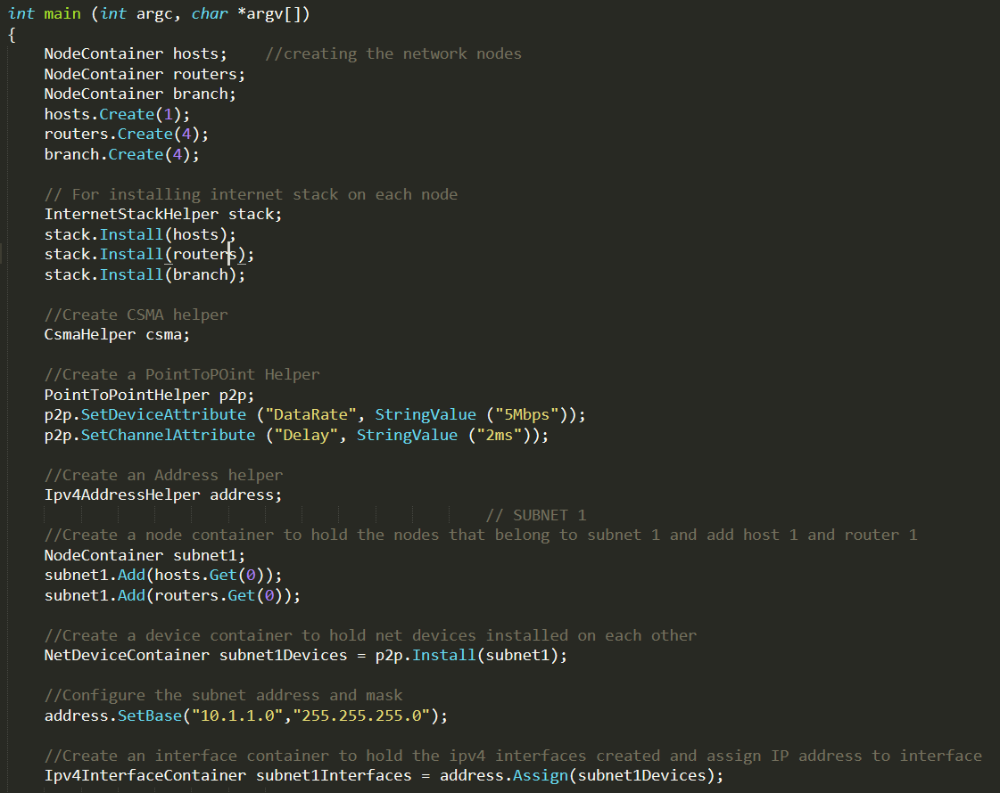 int main (int argc, char *argv[])
{
NodeContainer hosts;    //creating the network nodes
NodeContainer routers;
NodeContainer branch;
hosts.Create(1);
routers.Create(4);
branch.Create(4);
// For installing internet stack on each node
InternetStackHelper stack;
stack.Install(hosts);
stack.Install(routers);
stack.Install(branch);
//Create CSMA helper
CsmaHelper csma;
//Create a PointToPOint Helper
PointToPointHelper p2p;
p2p.SetDeviceAttribute ("DataRate", StringValue ("5Mbps"));
p2p.SetChannelAttribute ("Delay", StringValue ("2ms"));
//Create an Address helper
Ipv4AddressHelper address;
// SUBNET 1
//Create a node container to hold the nodes that belong to subnet 1 and add host 1 and router 1
NodeContainer subnet1;
subnet1.Add(hosts.Get(0));
subnet1.Add(routers.Get(0));
//Create a device container to hold net devices installed on each other
NetDeviceContainer subnet1Devices = p2p.Install(subnet1);
//Configure the subnet address and mask
address.SetBase("10.1.1.0","255.255.255.0");
//Create an interface container to hold the ipv4 interfaces created and assign IP address to interface
Ipv4InterfaceContainer subnet1Interfaces = address.Assign(subnet1Devices);